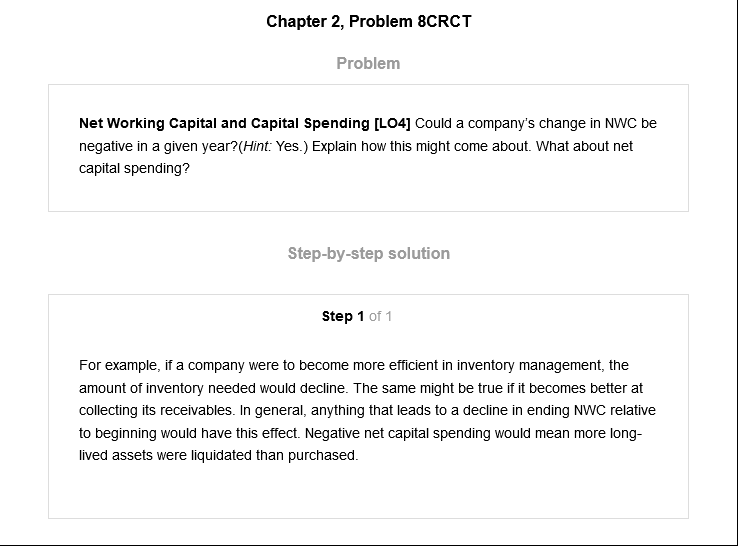 Chapter 2, Problem 8CRCT
Problem
Net Working Capital and Capital Spending [LO4] Could a company's change in NWC be
negative in a given year?(Hint: Yes.) Explain how this might come about. What about net
capital spending?
Step-by-step solution
Step 1 of 1
For example, if a company were to become more efficient in inventory management, the
amount of inventory needed would decline. The same might be true if it becomes better at
collecting its receivables. In general, anything that leads to a decline in ending NWC relative
to beginning would have this effect. Negative net capital spending would mean more long-
lived assets were liquidated than purchased.